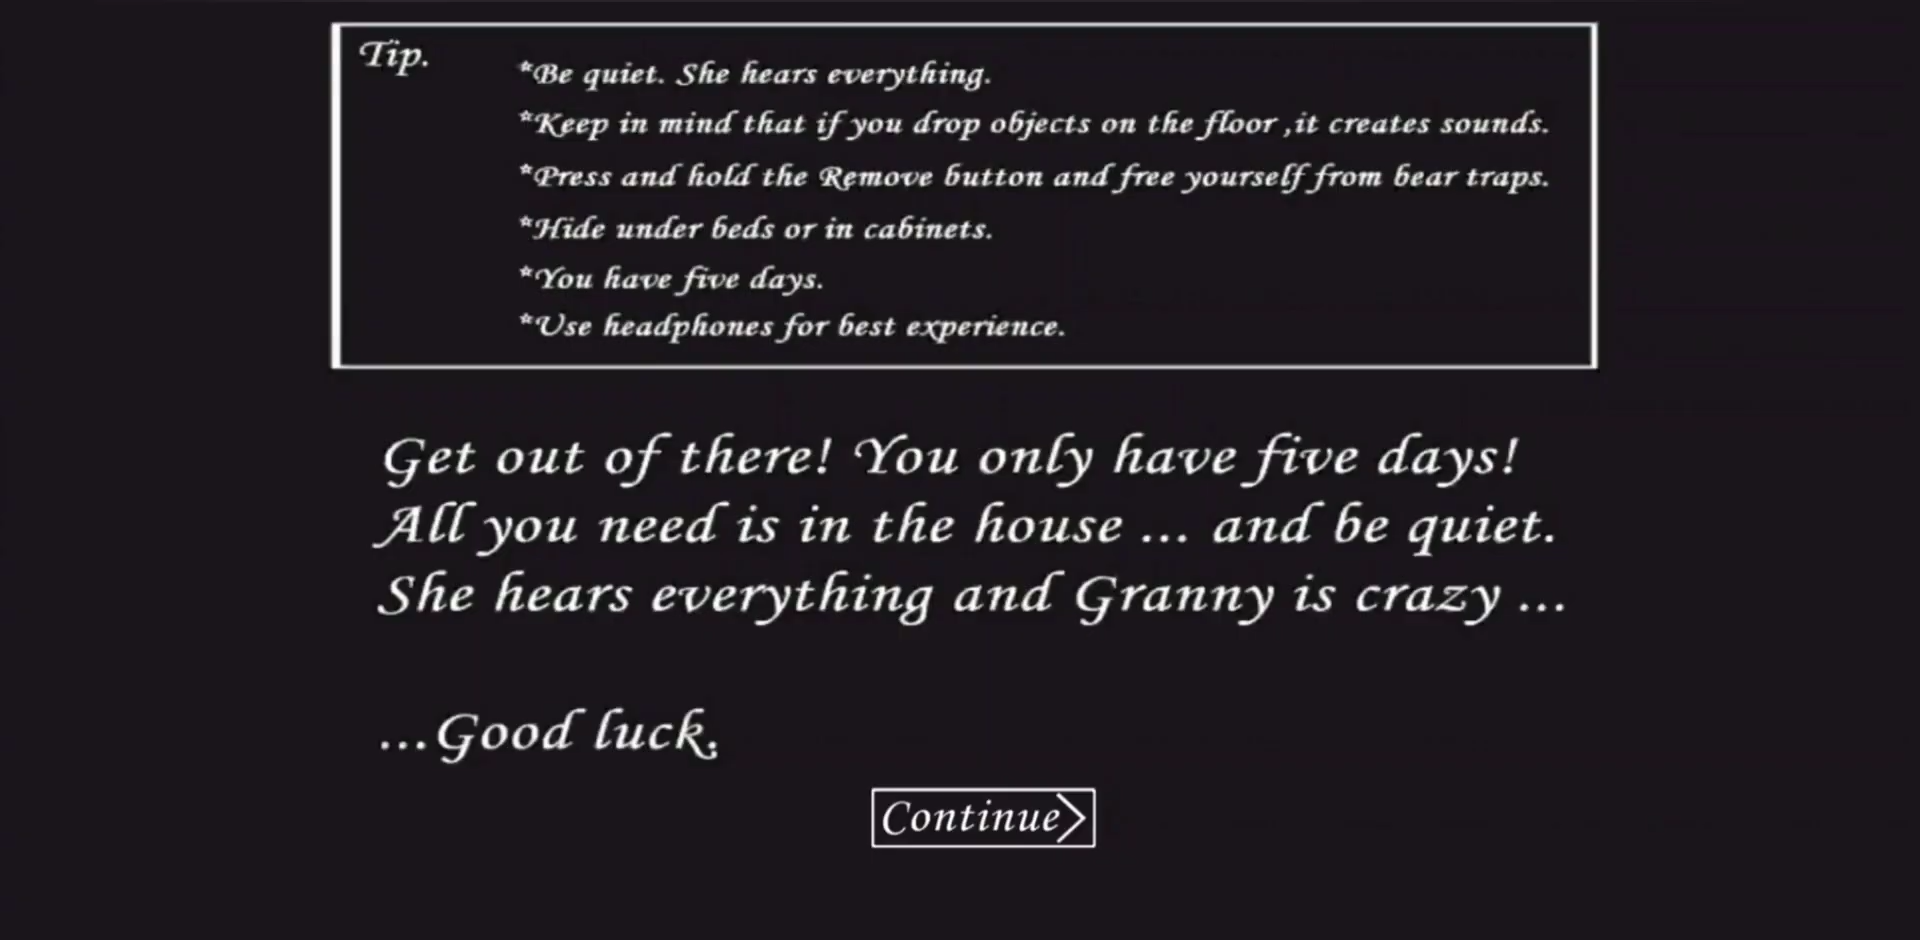 Tip.
*Be quiet. She hears everything.
*Keep in mind that if you drop objects on the floor ,it creates sounds.
*Press and hold the Remove button and free yourself from bear traps.
*Hide under beds or in cabinets.
*You have five days.
*Use headphones for best experience.
Get out of there! You only have five days!
All you need is in the house ... and be quiet.
She hears everything and Granny is crazy ...
...Good luck.
Continue>